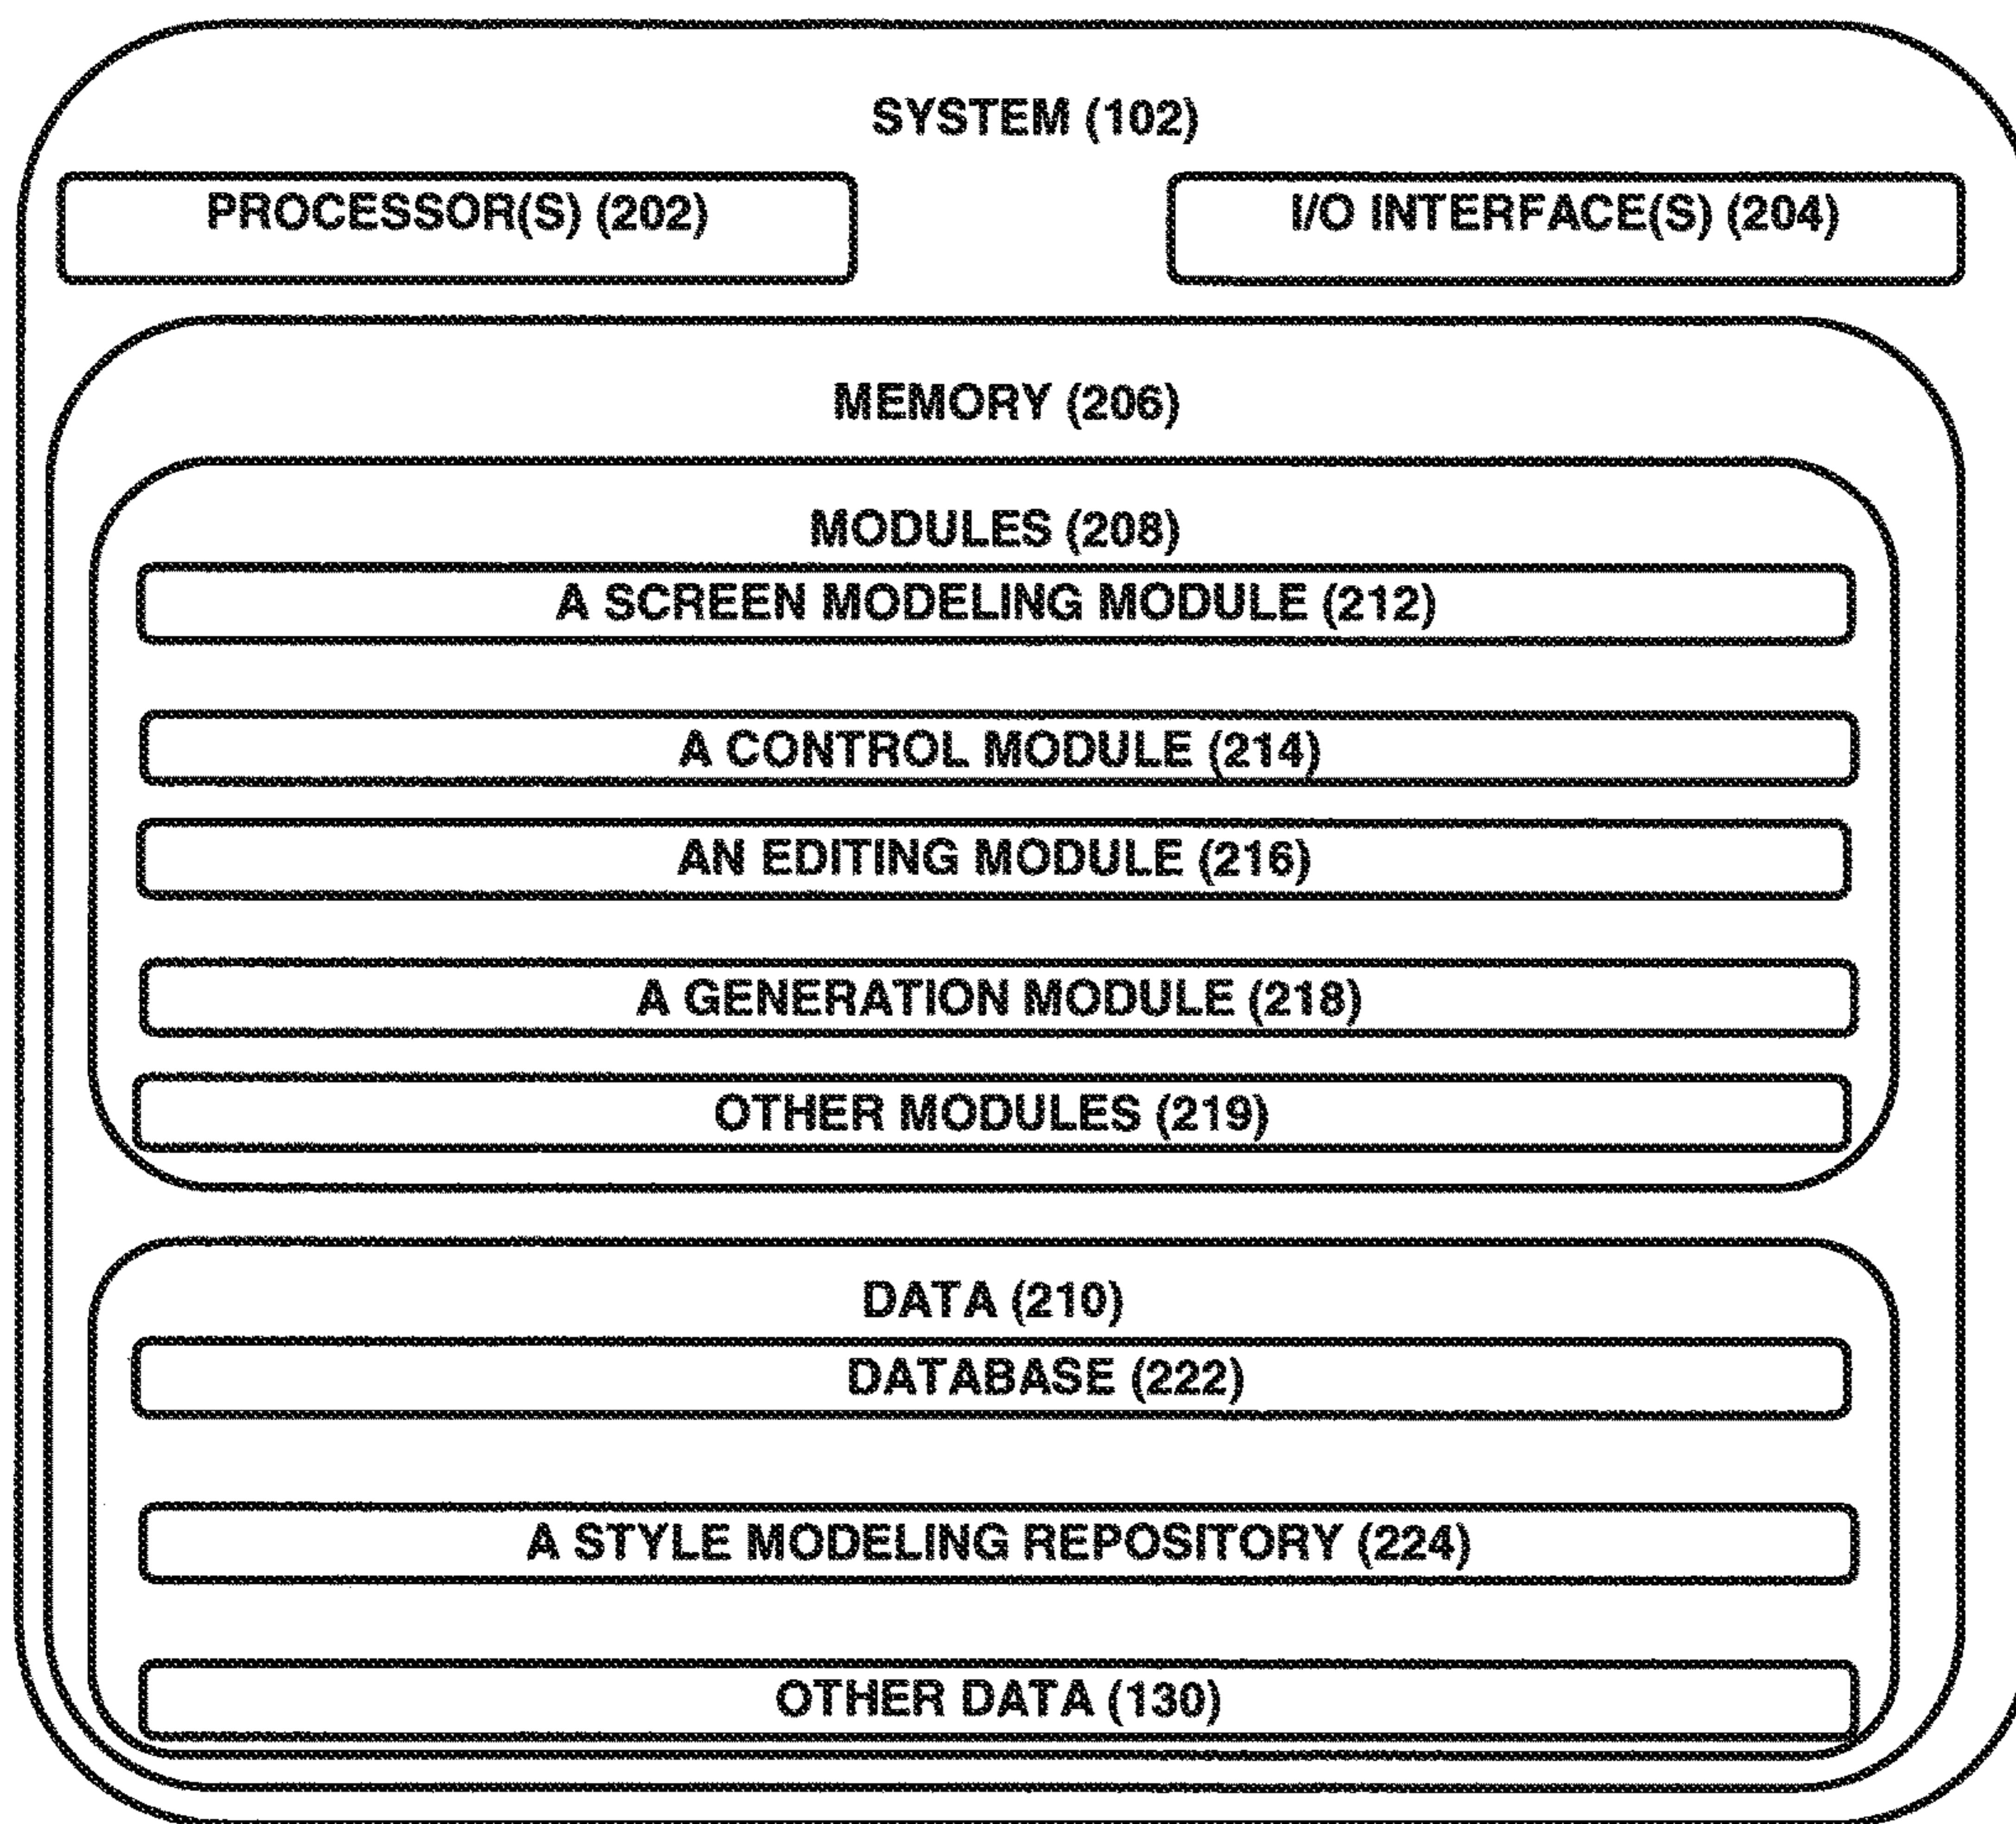 SYSTEM (102)
PROCESSOR(S) (202)
I/O INTERFACE(S) (204)
MEMORY (206)
MODULES (208)
A SCREEN MODELING MODULE (212)
A CONTROL MODULE (214)
AN EDITING MODULE (216)
A GENERATION MODULE (218)
OTHER MODULES (219)
DATA (210)
DATABASE (222)
A STYLE MODELING REPOSITORY (224)
OTHER DATA (130)